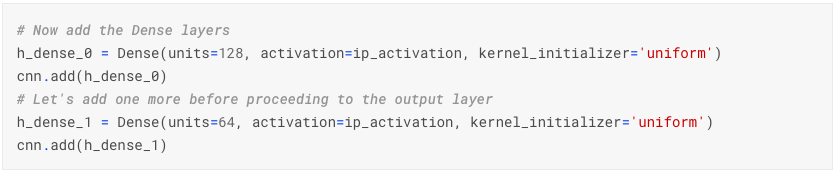 # Now add the Dense layers
h_dense_0 = Dense(units=128, activation=ip_activation, kernel_initializer='uniform')
cnn.add(h_dense_0)
# Let's add one more before proceeding to the output layer
h_dense_1 = Dense(units=64, activation=ip_activation, kernel_initializer='uniform')
cnn.add(h_dense_1)